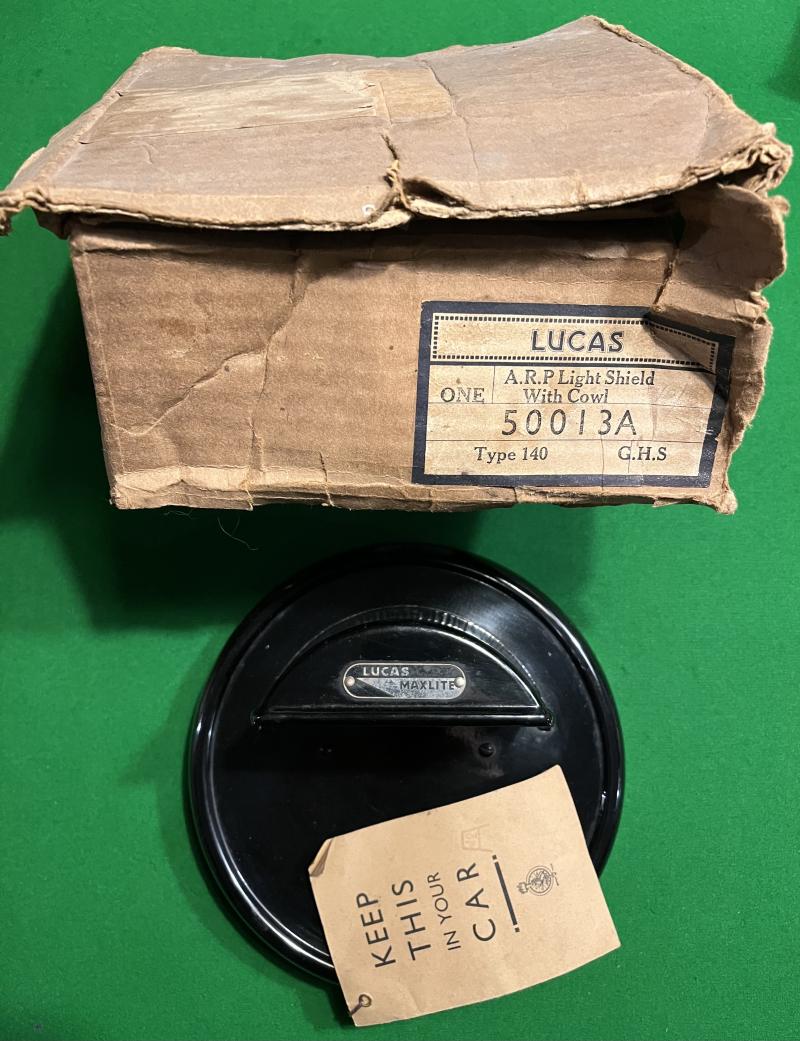 LUCAS
ONE
A.R.P Light Shield
With Cowl
50013A
Type 140 G.H.S
LUCAS
MAXLITE
KEEP
THIS
IN YOUR
CAR